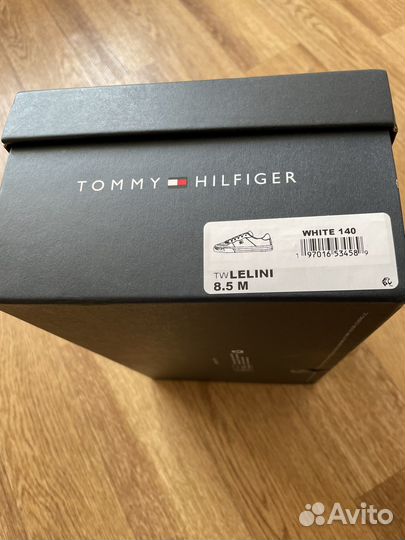 TOMMY HILFIGER
WHITE 140
1 97016 53458 9
TWLELINI
8.5 M
Avito